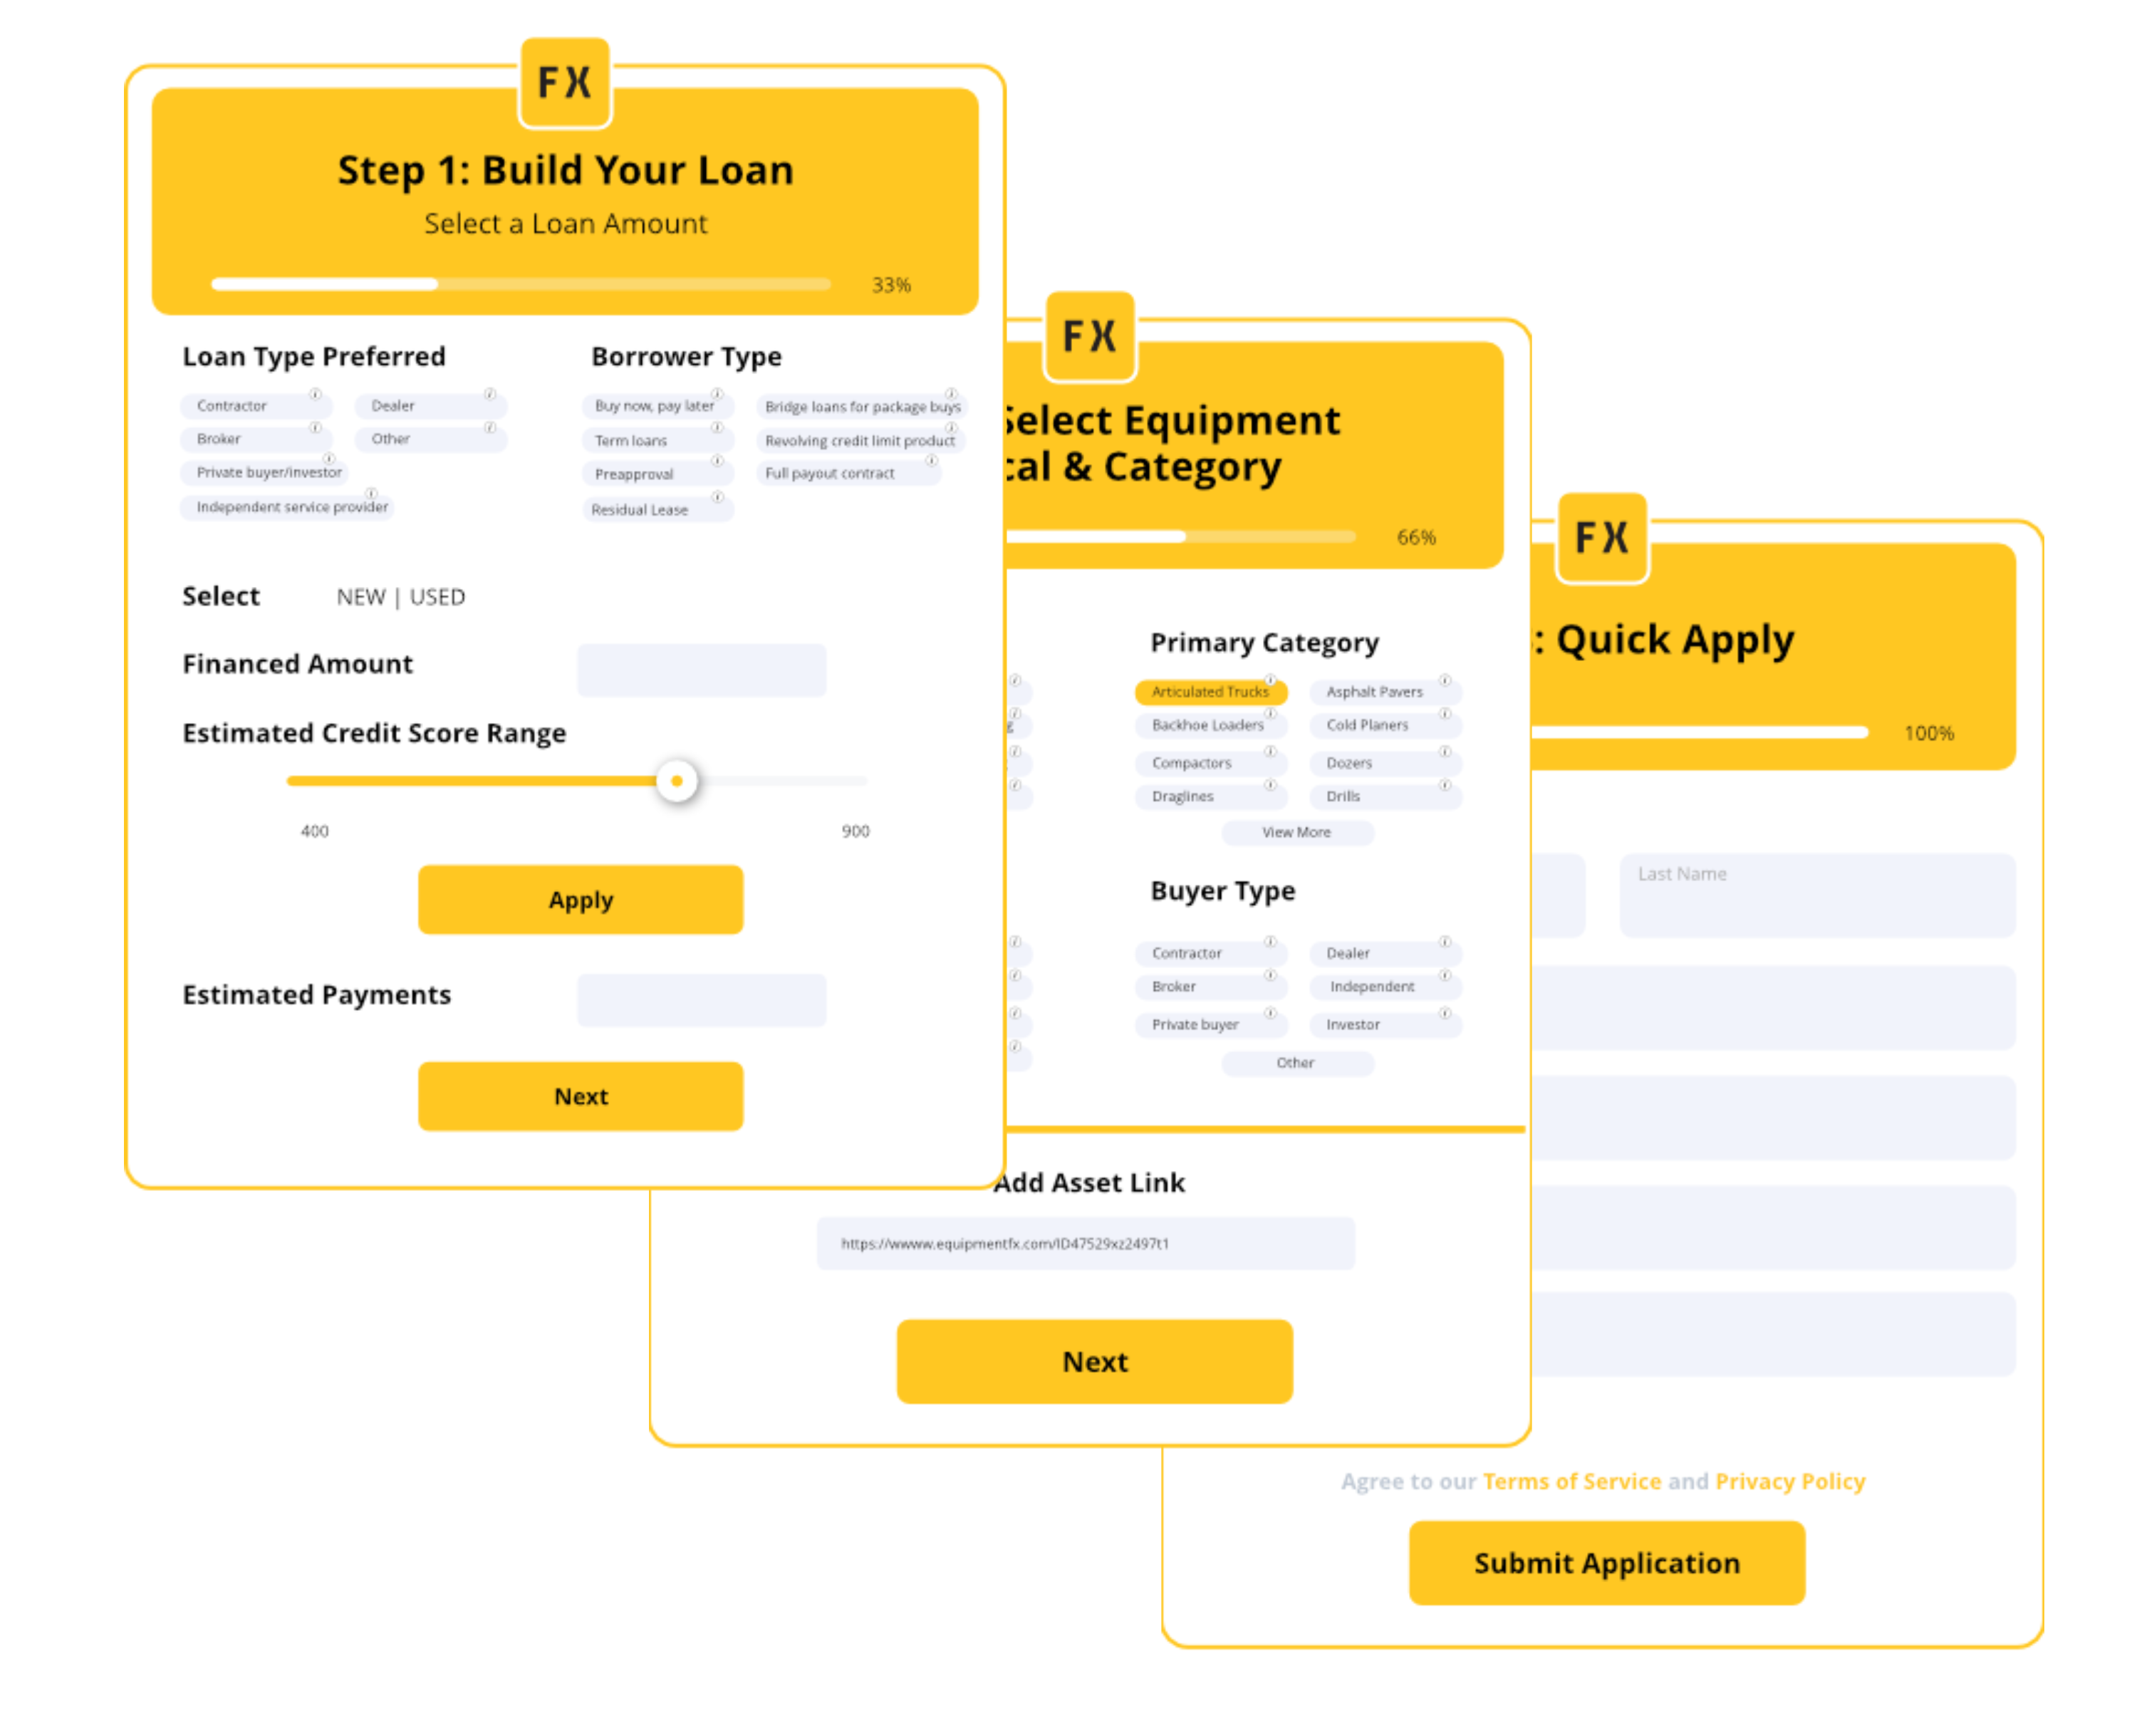 FX
Step 1: Build Your Loan
Select a Loan Amount
33%
Loan Type Preferred
Contractor
Dealer
Broker
Other
Private buyer/investor
Independent service provider
Borrower Type
Buy now, pay later
Bridge loans for package buys
Term loans
Revolving credit limit product
Preapproval
Full payout contract
Residual Lease
Select
NEW | USED
Financed Amount
Estimated Credit Score Range
400
900
Apply
Estimated Payments
Next
FX
Select Equipment
& Category
66%
Primary Category
Articulated Trucks
Asphalt Pavers
Backhoe Loaders
Cold Planers
Compactors
Dozers
Draglines
Drills
View More
Buyer Type
Contractor
Dealer
Broker
Independent
Private buyer
Investor
Other
Add Asset Link
https://wwww.equipmentfx.com/ID47529xz2497t1
Next
FX
: Quick Apply
100%
Last Name
Agree to our Terms of Service and Privacy Policy
Submit Application